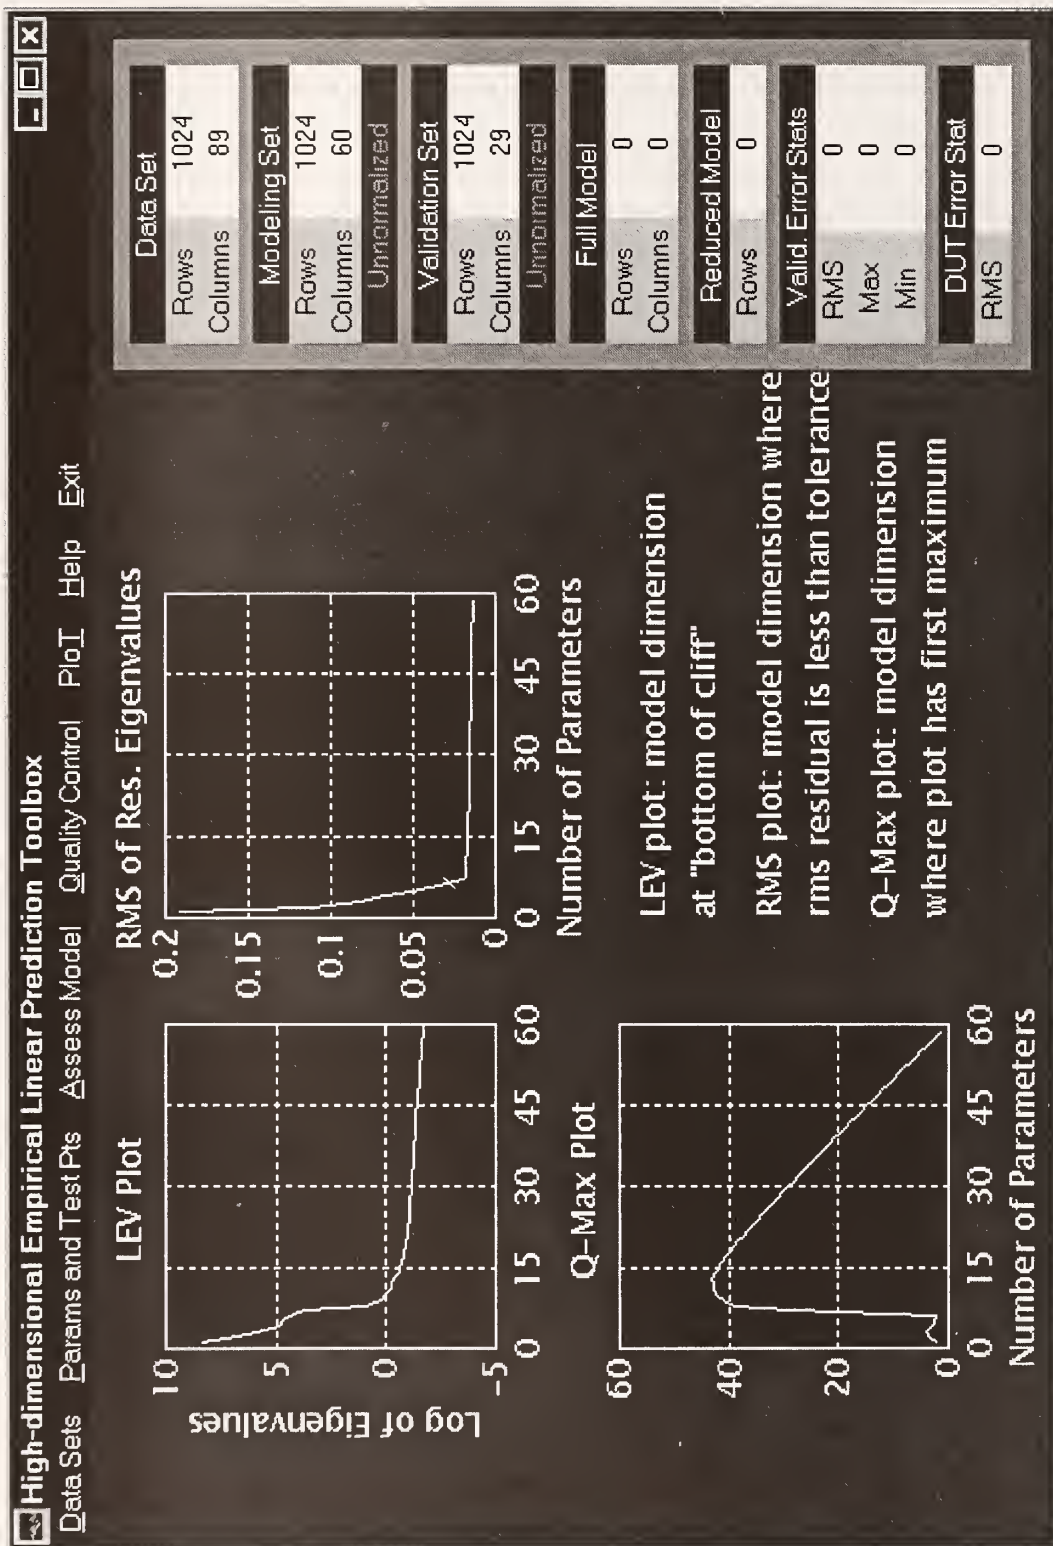 High-dimensional Empirical Linear Prediction Toolbox
Data Sets Params and Test Pts Assess Model Quality Control PloT Help Exit
LEV Plot
Log of Eigenvalues
10
5
0
-5
0 15 30 45 60
RMS of Res. Eigenvalues
0.2
0.15
0.1
0.05
0
0 15 30 45 60
Number of Parameters
Q-Max Plot
60
40
20
0
0 15 30 45 60
Number of Parameters
LEV plot: model dimension
at "bottom of cliff"
RMS plot: model dimension where
rms residual is less than tolerance
Q-Max plot: model dimension
where plot has first maximum
Data Set
Rows 1024
Columns 89
Modeling Set
Rows 1024
Columns 60
Unnormalized
Validation Set
Rows 1024
Columns 29
Unnormalized
Full Model
Rows 0
Columns 0
Reduced Model
Rows 0
Valid. Error Stats
RMS 0
Max 0
Min 0
DUT Error Stat
RMS 0